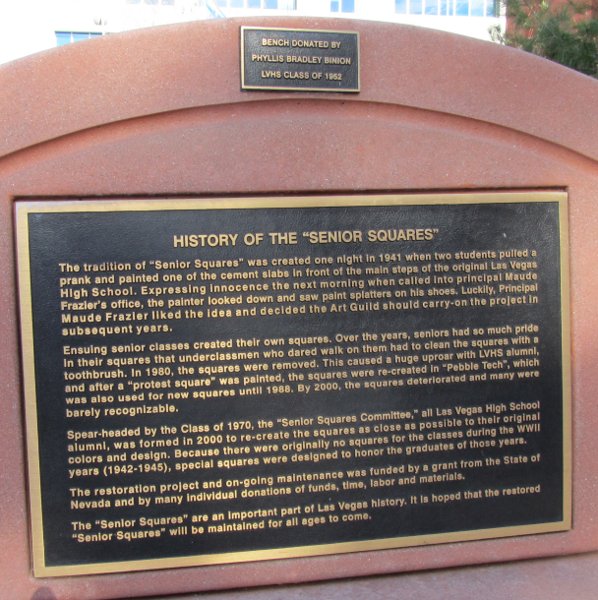 BENCH DONATED BY
PHYLLIS BRADLEY BINION
LVHS CLASS OF 1952
HISTORY OF THE "SENIOR SQUARES"
The tradition of "Senior Squares" was created one night in 1941 when two students pulled a
prank and painted one of the cement slabs in front of the main steps of the original Las Vegas
High School. Expressing innocence the next morning when called into principal Maude
Frazier's office, the painter looked down and saw paint splatters on his shoes. Luckily, Principal
Maude Frazier liked the idea and decided the Art Guild should carry-on the project in
subsequent years.
Ensuing senior classes created their own squares. Over the years, seniors had so much pride
in their squares that underclassmen who dared walk on them had to clean the squares with a
toothbrush. In 1980, the squares were removed. This caused a huge uproar with LVHS alumni,
and after a "protest square" was painted, the squares were re-created in "Pebble Tech", which
was also used for new squares until 1988. By 2000, the squares deteriorated and many were
barely recognizable.
Spear-headed by the Class of 1970, the "Senior Squares Committee," all Las Vegas High School
alumni, was formed in 2000 to re-create the squares as close as possible to their original
colors and design. Because there were originally no squares for the classes during the WWII
years (1942-1945), special squares were designed to honor the graduates of those years.
The restoration project and on-going maintenance was funded by a grant from the State of
Nevada and by many individual donations of funds, time, labor and materials.
The "Senior Squares" are an important part of Las Vegas history. It is hoped that the restored
"Senior Squares" will be maintained for all ages to come.